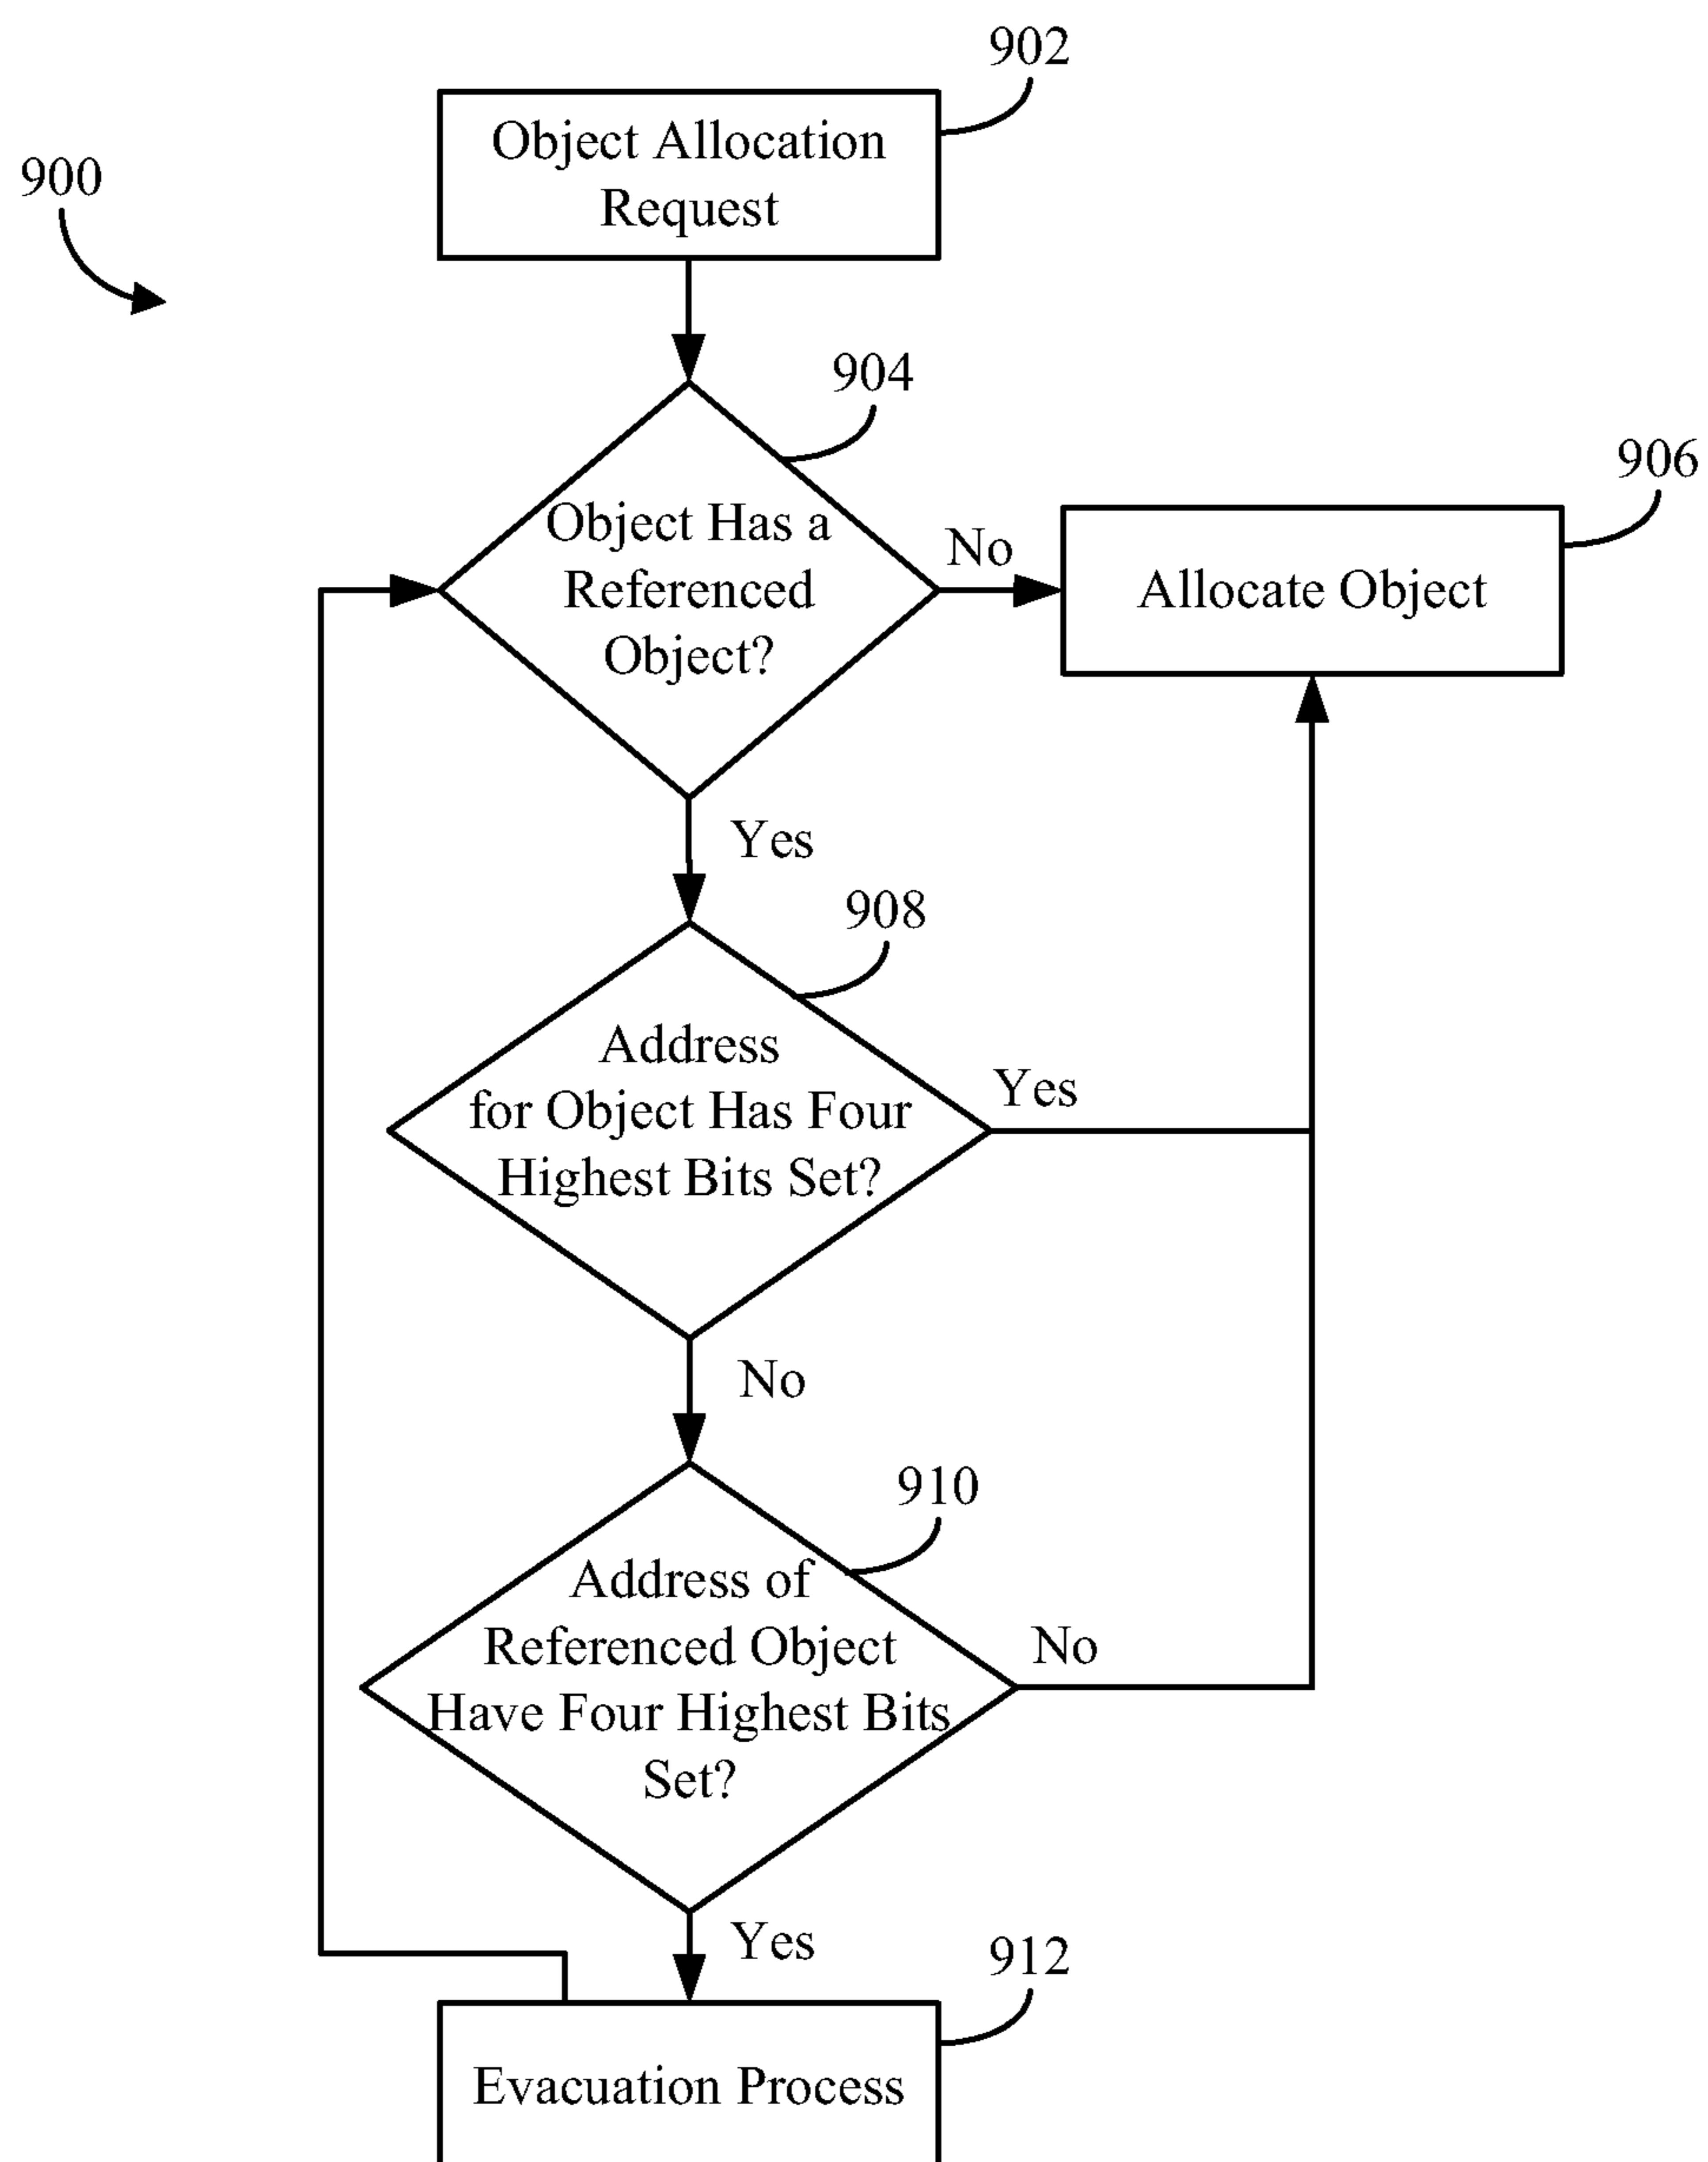 902
Object Allocation
Request
900
904
Object Has a
Referenced
Object?
No
906
Allocate Object
Yes
908
Address
for Object Has Four
Highest Bits Set?
Yes
No
910
Address of
Referenced Object
Have Four Highest Bits
Set?
No
Yes
912
Evacuation Process